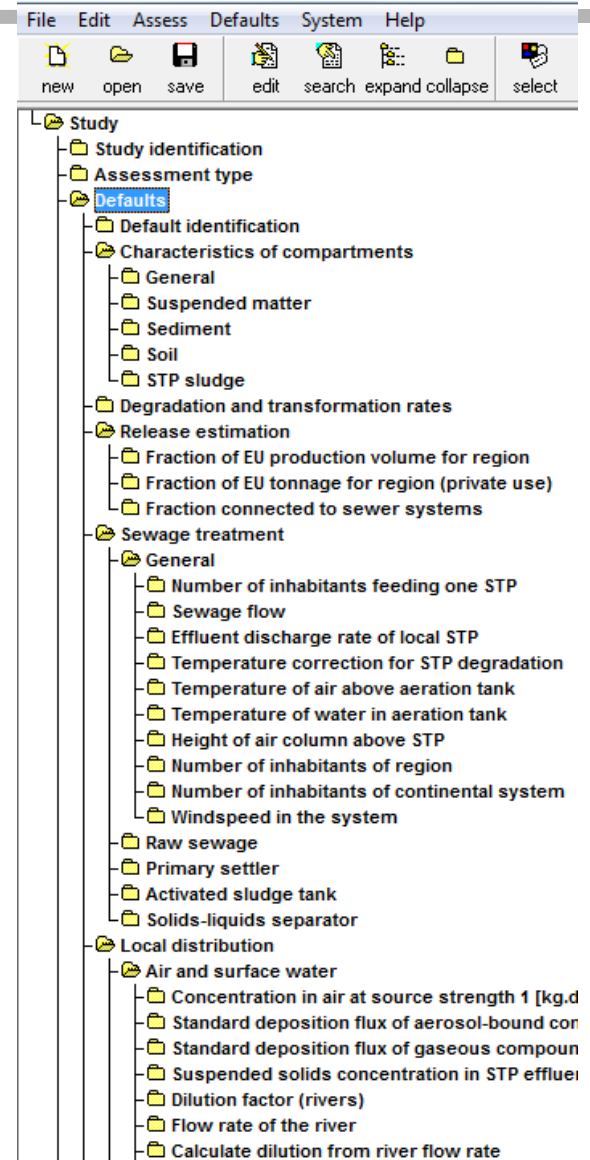 File Edit Assess Defaults System Help
new open save edit search expand collapse select
Study
Study identification
Assessment type
Defaults
Default identification
Characteristics of compartments
General
Suspended matter
Sediment
Soil
STP sludge
Degradation and transformation rates
Release estimation
Fraction of EU production volume for region
Fraction of EU tonnage for region (private use)
Fraction connected to sewer systems
Sewage treatment
General
Number of inhabitants feeding one STP
Sewage flow
Effluent discharge rate of local STP
Temperature correction for STP degradation
Temperature of air above aeration tank
Temperature of water in aeration tank
Height of air column above STP
Number of inhabitants of region
Number of inhabitants of continental system
Windspeed in the system
Raw sewage
Primary settler
Activated sludge tank
Solids-liquids separator
Local distribution
Air and surface water
Concentration in air at source strength 1 [kg.d
Standard deposition flux of aerosol-bound con
Standard deposition flux of gaseous compoun
Suspended solids concentration in STP effluen
Dilution factor (rivers)
Flow rate of the river
Calculate dilution from river flow rate